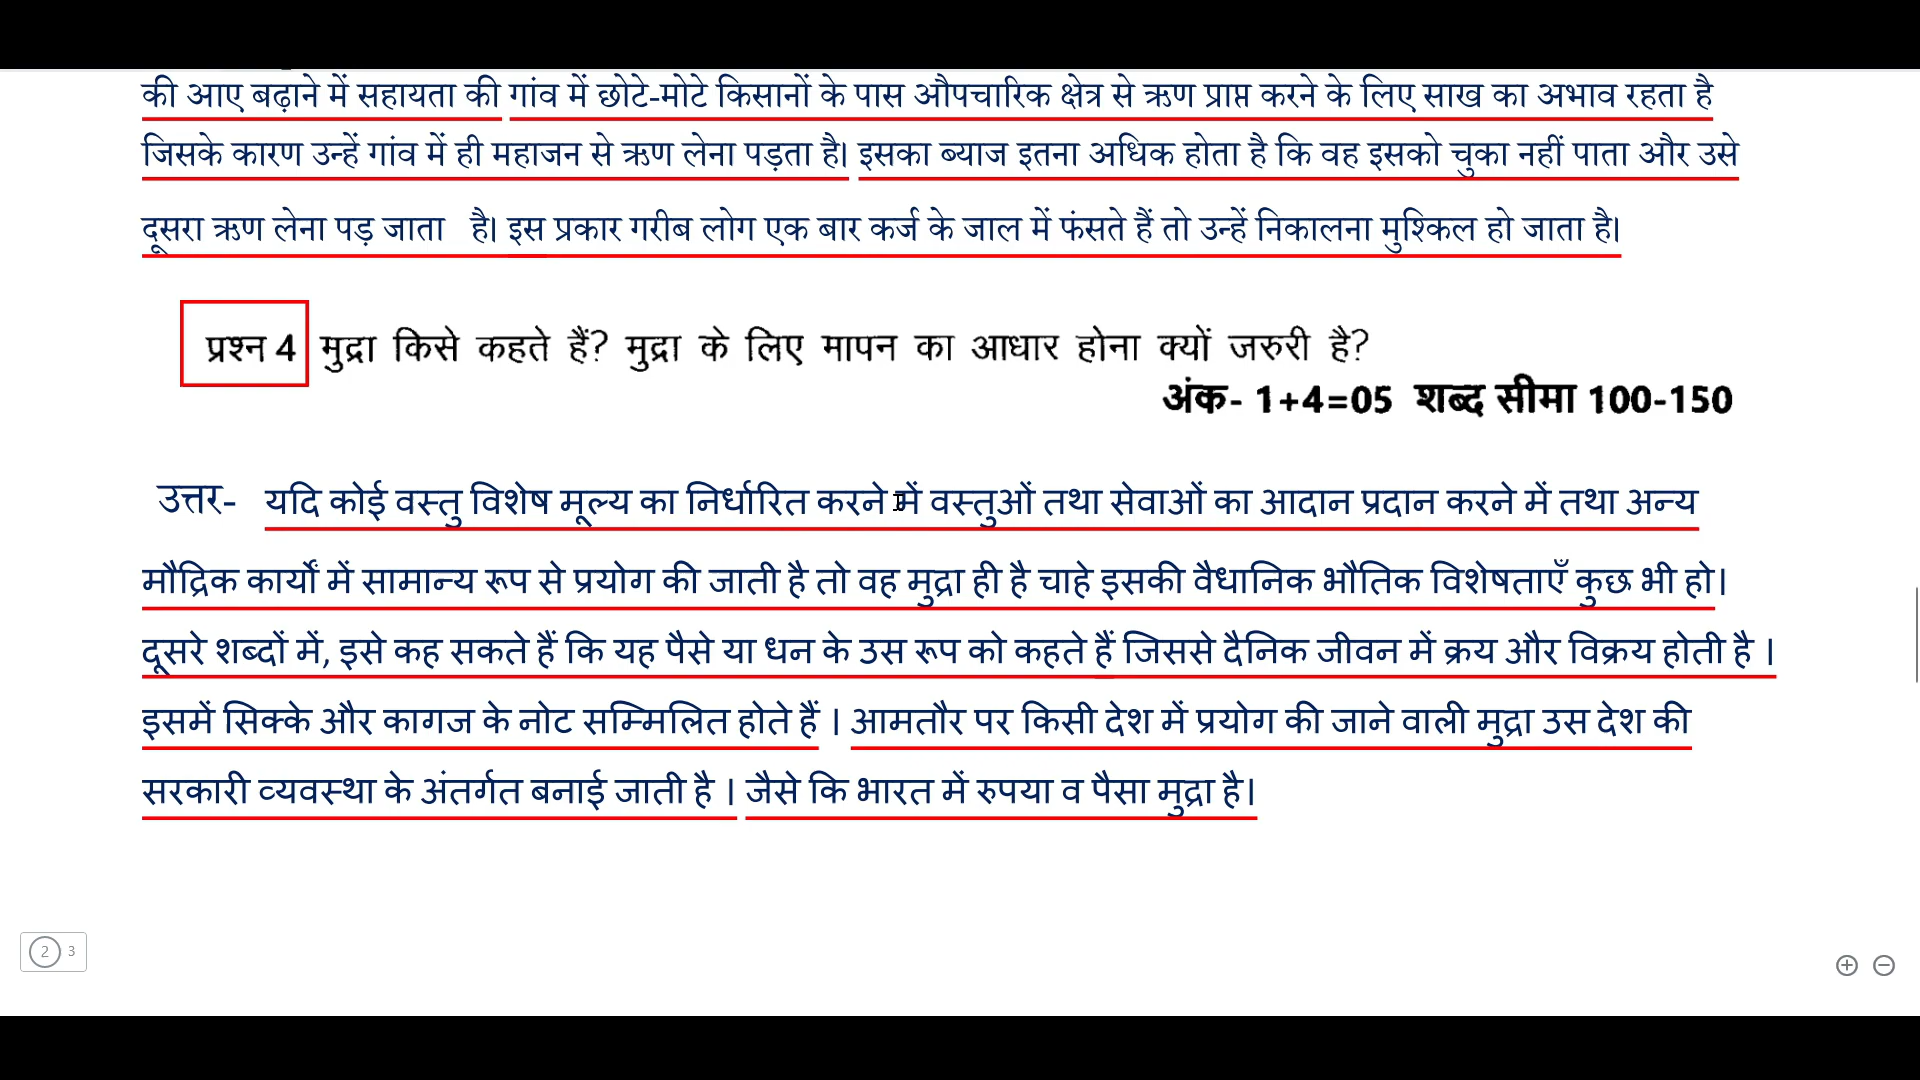 की आए बढ़ाने में सहायता की गांव में छोटे-मोटे किसानों के पास औपचारिक क्षेत्र से ऋण प्राप्त करने के लिए साख का अभाव रहता है
जिसके कारण उन्हें गांव में ही महाजन से ऋण लेना पड़ता है। इसका ब्याज इतना अधिक होता है कि वह इसको चुका नहीं पाता और उसे
दूसरा ऋण लेना पड़ जाता है। इस प्रकार गरीब लोग एक बार कर्ज के जाल में फंसते हैं तो उन्हें निकालना मुश्किल हो जाता है।
प्रश्न 4 मुद्रा किसे कहते हैं? मुद्रा के लिए मापन का आधार होना क्यों जरुरी है?
अंक- 1+4=05 शब्द सीमा 100-150
उत्तर- यदि कोई वस्तु विशेष मूल्य का निर्धारित करने में वस्तुओं तथा सेवाओं का आदान प्रदान करने में तथा अन्य
मौद्रिक कार्यों में सामान्य रूप से प्रयोग की जाती है तो वह मुद्रा ही है चाहे इसकी वैधानिक भौतिक विशेषताएँ कुछ भी हो।
दूसरे शब्दों में, इसे कह सकते हैं कि यह पैसे या धन के उस रूप को कहते हैं जिससे दैनिक जीवन में क्रय और विक्रय होती है ।
इसमें सिक्के और कागज के नोट सम्मिलित होते हैं । आमतौर पर किसी देश में प्रयोग की जाने वाली मुद्रा उस देश की
सरकारी व्यवस्था के अंतर्गत बनाई जाती है । जैसे कि भारत में रुपया व पैसा मुद्रा है।
2 3